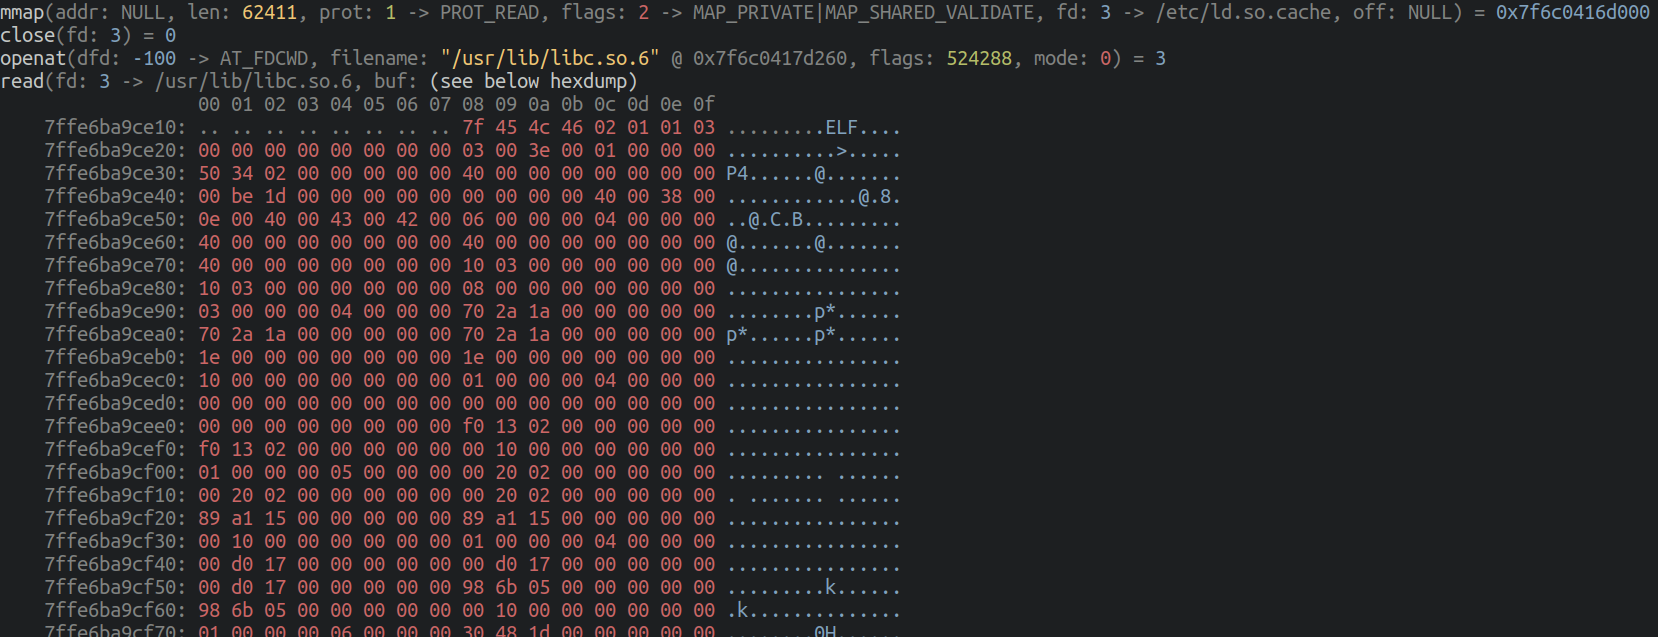 mmap(addr: NULL, len: 62411, prot: 1 -> PROT_READ, flags: 2 -> MAP_PRIVATE|MAP_SHARED_VALIDATE, fd: 3 -> /etc/ld.so.cache, off: NULL) = 0x7f6c0416d000
close(fd: 3) = 0
openat(dfd: -100 -> AT_FDCWD, filename: "/usr/lib/libc.so.6" @ 0x7f6c0417d260, flags: 524288, mode: 0) = 3
read(fd: 3 -> /usr/lib/libc.so.6, buf: (see below hexdump)
00 01 02 03 04 05 06 07 08 09 0a 0b 0c 0d 0e 0f
7ffe6ba9ce10: .. .. .. .. .. .. .. .. 7f 45 4c 46 02 01 01 03 .........ELF....
7ffe6ba9ce20: 00 00 00 00 00 00 00 00 03 00 3e 00 01 00 00 00 ..........>.....
7ffe6ba9ce30: 50 34 02 00 00 00 00 00 40 00 00 00 00 00 00 00 P4......@.......
7ffe6ba9ce40: 00 be 1d 00 00 00 00 00 00 00 00 00 40 00 38 00 ............@.8.
7ffe6ba9ce50: 0e 00 40 00 43 00 42 00 06 00 00 00 04 00 00 00 ..@.C.B.........
7ffe6ba9ce60: 40 00 00 00 00 00 00 00 40 00 00 00 00 00 00 00 @.......@.......
7ffe6ba9ce70: 40 00 00 00 00 00 00 00 10 03 00 00 00 00 00 00 @...............
7ffe6ba9ce80: 10 03 00 00 00 00 00 00 08 00 00 00 00 00 00 00 ................
7ffe6ba9ce90: 03 00 00 00 04 00 00 00 70 2a 1a 00 00 00 00 00 ........p*......
7ffe6ba9cea0: 70 2a 1a 00 00 00 00 00 70 2a 1a 00 00 00 00 00 p*......p*......
7ffe6ba9ceb0: 1e 00 00 00 00 00 00 00 1e 00 00 00 00 00 00 00 ................
7ffe6ba9cec0: 10 00 00 00 00 00 00 00 01 00 00 00 04 00 00 00 ................
7ffe6ba9ced0: 00 00 00 00 00 00 00 00 00 00 00 00 00 00 00 00 ................
7ffe6ba9cee0: 00 00 00 00 00 00 00 00 f0 13 02 00 00 00 00 00 ................
7ffe6ba9cef0: f0 13 02 00 00 00 00 00 00 10 00 00 00 00 00 00 ................
7ffe6ba9cf00: 01 00 00 00 05 00 00 00 00 20 02 00 00 00 00 00 ......... ......
7ffe6ba9cf10: 00 20 02 00 00 00 00 00 00 20 02 00 00 00 00 00 . ....... ......
7ffe6ba9cf20: 89 a1 15 00 00 00 00 00 89 a1 15 00 00 00 00 00 ................
7ffe6ba9cf30: 00 10 00 00 00 00 00 00 01 00 00 00 04 00 00 00 ................
7ffe6ba9cf40: 00 d0 17 00 00 00 00 00 00 d0 17 00 00 00 00 00 ................
7ffe6ba9cf50: 00 d0 17 00 00 00 00 00 98 6b 05 00 00 00 00 00 .........k......
7ffe6ba9cf60: 98 6b 05 00 00 00 00 00 00 10 00 00 00 00 00 00 .k..............
7ffe6ba9cf70: 01 00 00 00 06 00 00 00 30 48 1d 00 00 00 00 00 ........0H......